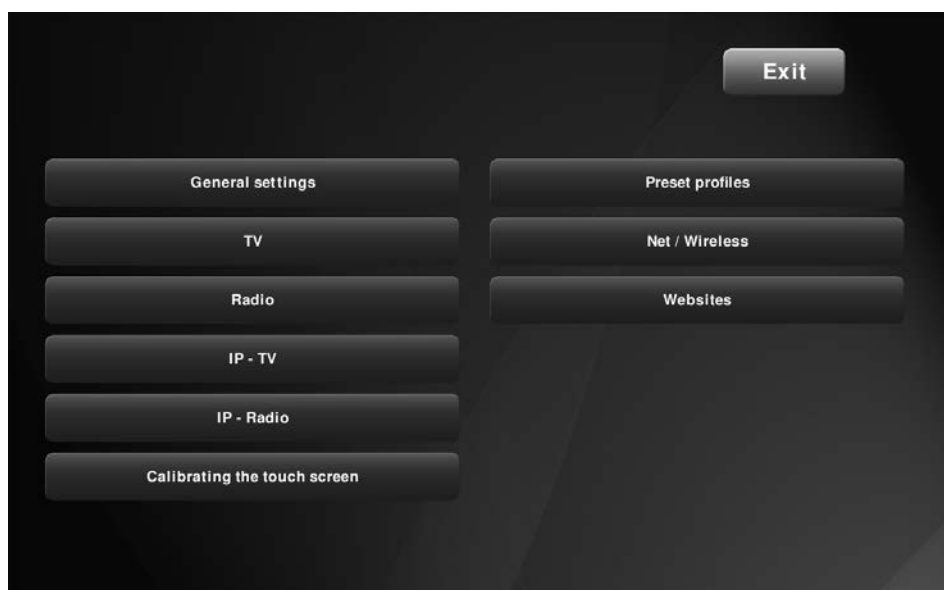 Exit
General settings
Preset profiles
TV
Net / Wireless
Radio
Websites
IP - TV
IP - Radio
Calibrating the touch screen